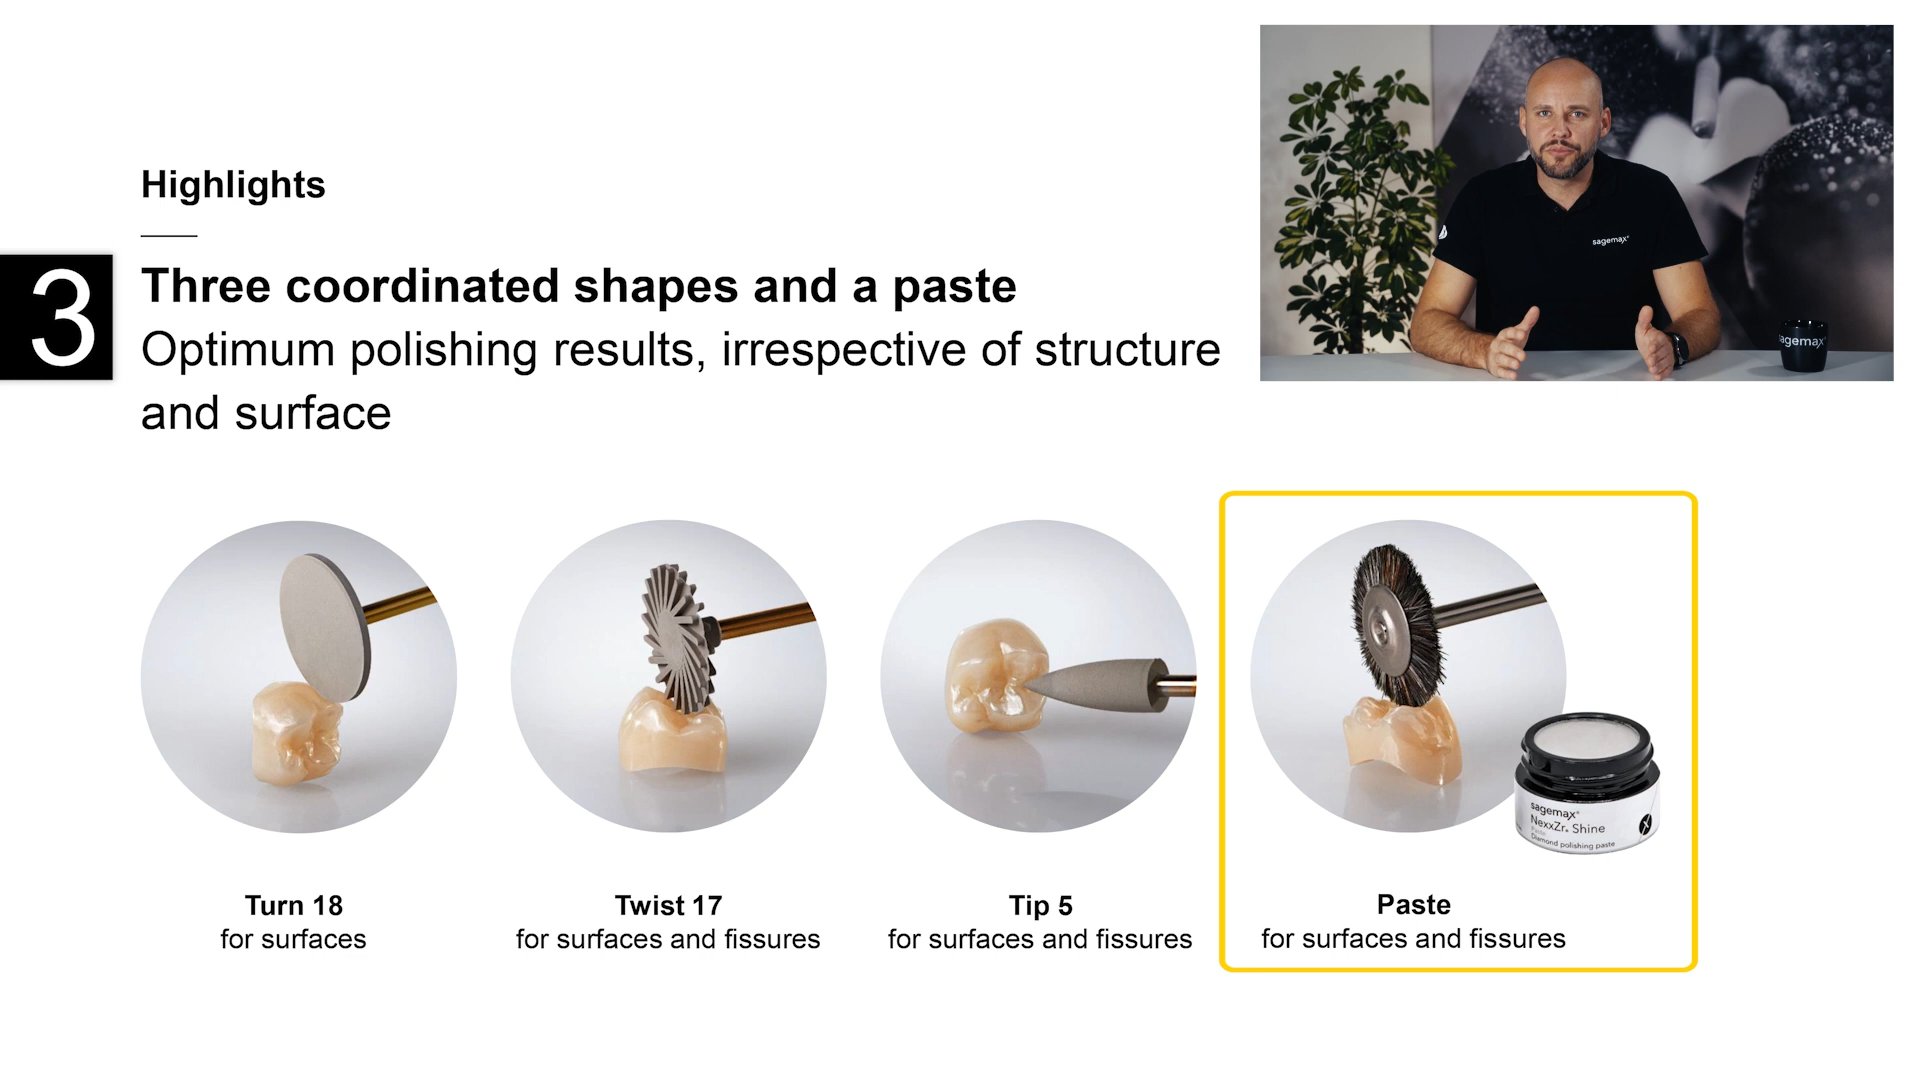 Highlights
3
Three coordinated shapes and a paste
Optimum polishing results, irrespective of structure
and surface
sagemax
sagemax
sagemax
NexxZr Shine
Paste
Diamond polishing paste
Turn 18
for surfaces
Twist 17
for surfaces and fissures
Tip 5
for surfaces and fissures
Paste
for surfaces and fissures